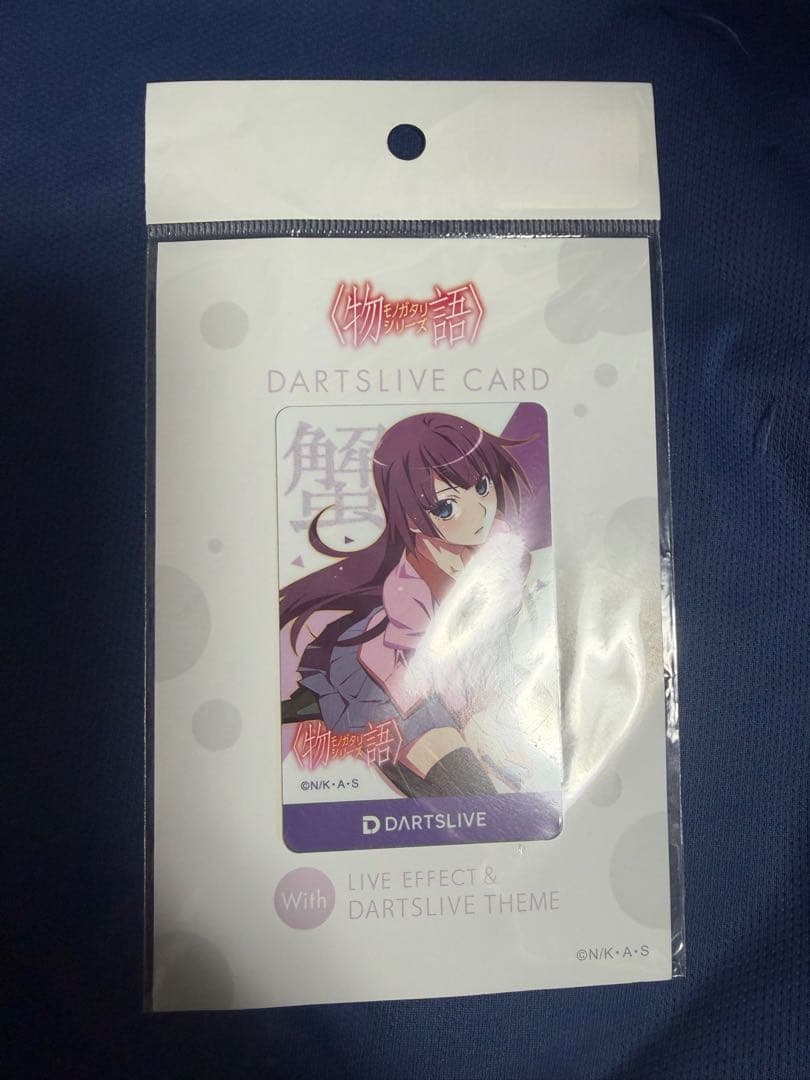 〈物語〉
モノガタリ
シリーズ
DARTSLIVE CARD
蟹
〈物語〉
モノガタリ
シリーズ
©N/K・A・S
DARTSLIVE
With
LIVE EFFECT &
DARTSLIVE THEME
©N/K・A・S